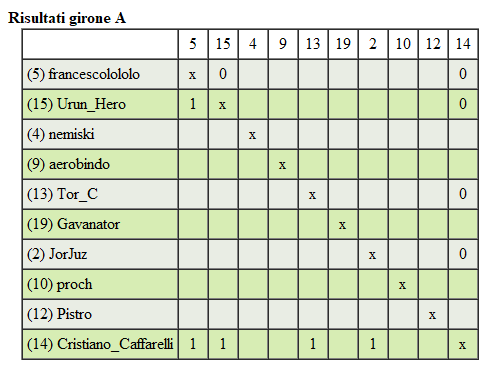 Risultati girone A
5 15 4 9 13 19 2 10 12 14
(5) francescolololo x 0 0
(15) Urun_Hero 1 x 0
(4) nemiski x
(9) aerobindo x
(13) Tor_C x 0
(19) Gavanator x
(2) JorJuz x 0
(10) proch x
(12) Pistro x
(14) Cristiano_Caffarelli 1 1 1 1 x